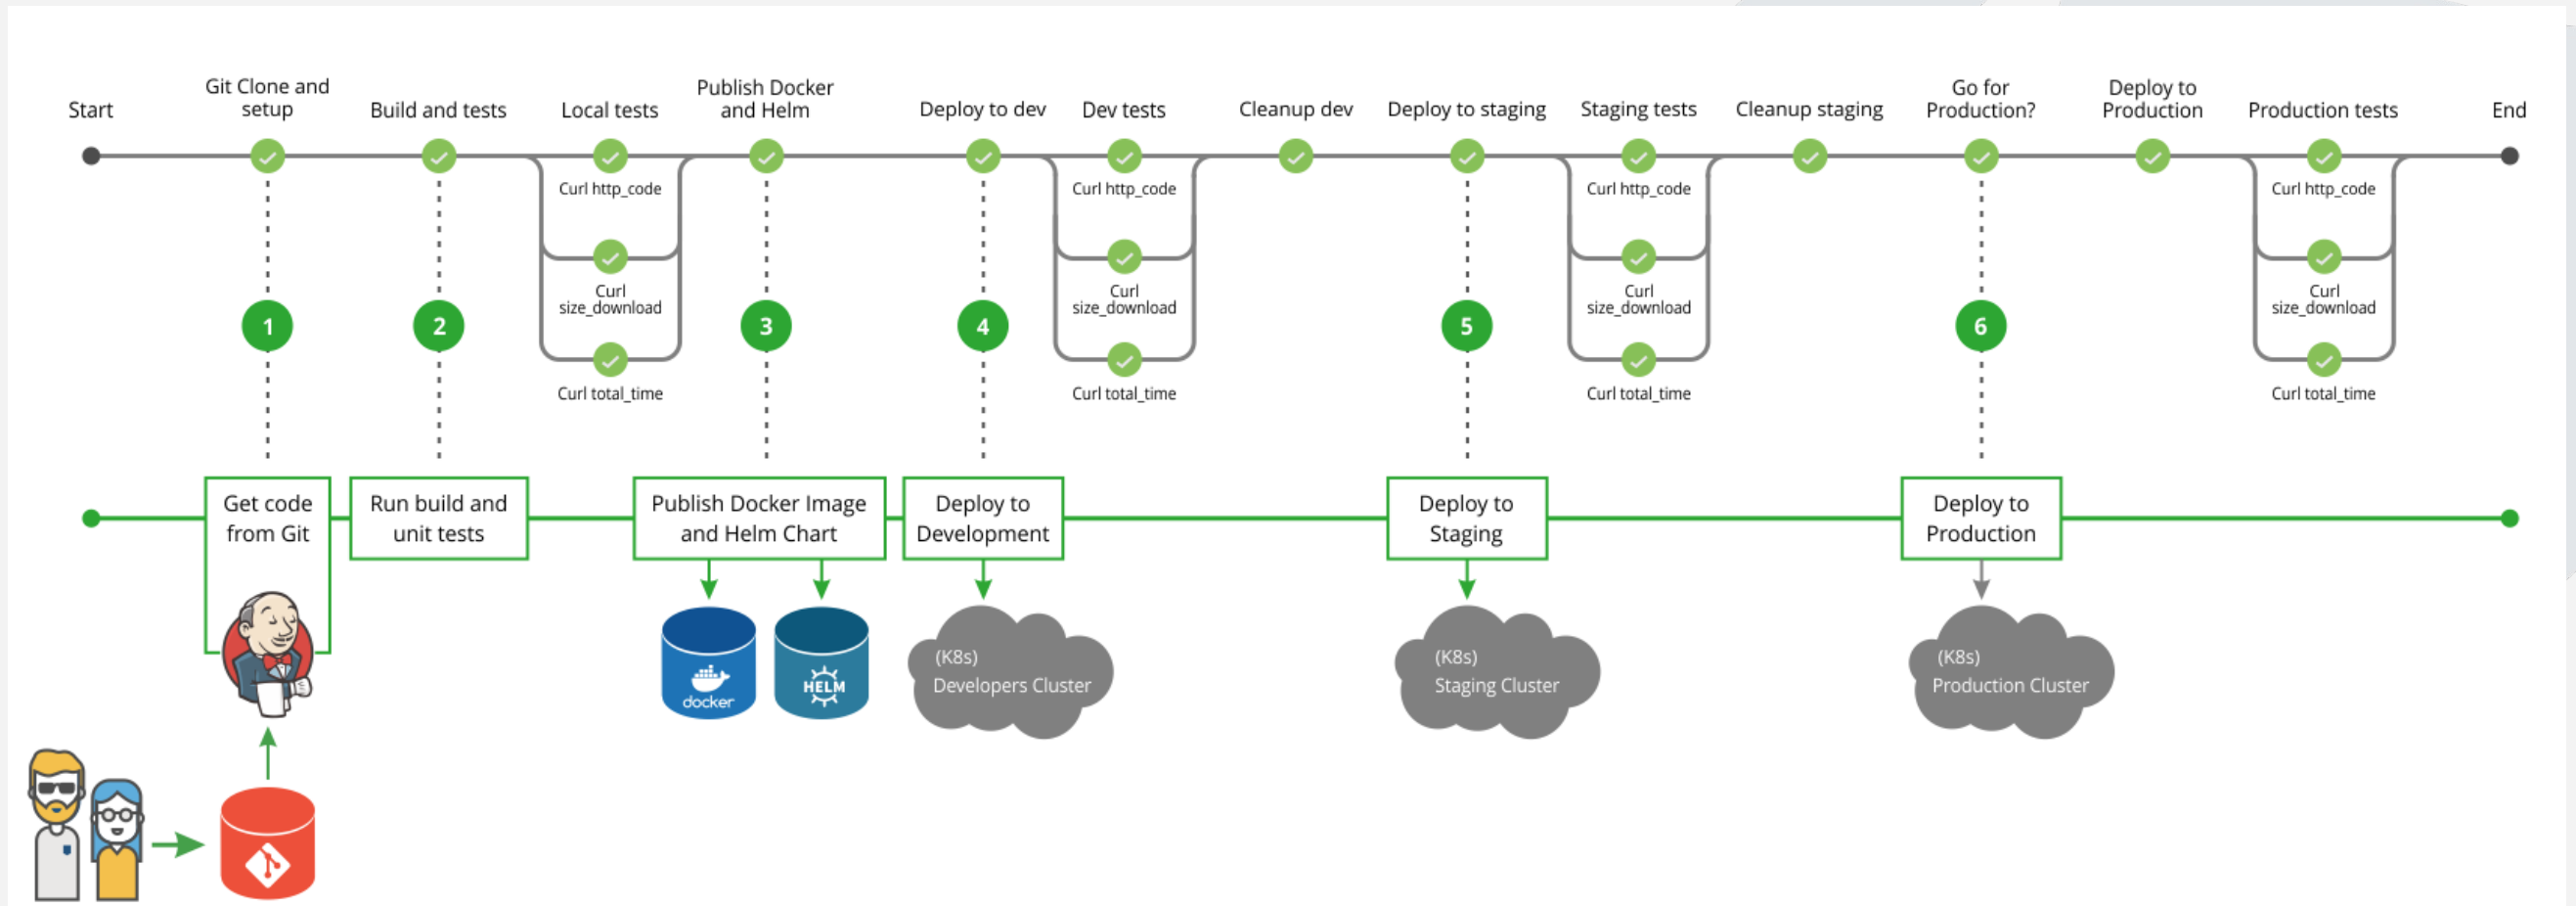 Start
Git Clone and
setup
Build and tests
Local tests
Publish Docker
and Helm
Deploy to dev
Dev tests
Cleanup dev
Deploy to staging
Staging tests
Cleanup staging
Go for
Production?
Deploy to
Production
Production tests
End
Curl http_code
Curl
size_download
Curl total_time
Curl http_code
Curl
size_download
Curl total_time
Curl http_code
Curl
size_download
Curl total_time
Curl http_code
Curl
size_download
Curl total_time
1
2
3
4
5
6
Get code
from Git
Run build and
unit tests
Publish Docker Image
and Helm Chart
Deploy to
Development
Deploy to
Staging
Deploy to
Production
docker
HELM
(K8s)
Developers Cluster
(K8s)
Staging Cluster
(K8s)
Production Cluster